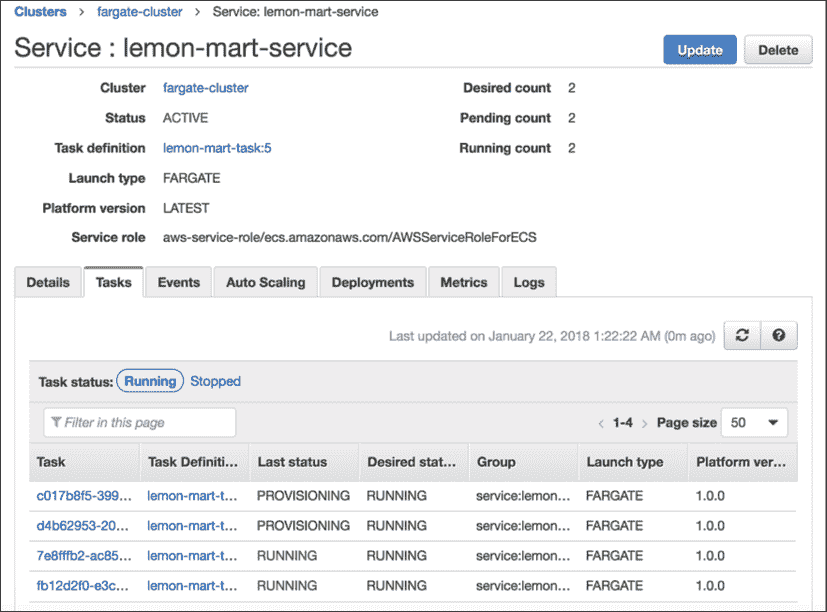 Clusters > fargate-cluster > Service: lemon-mart-service
Service : lemon-mart-service
Update Delete
Cluster fargate-cluster Desired count 2
Status ACTIVE Pending count 2
Task definition lemon-mart-task:5 Running count 2
Launch type FARGATE
Platform version LATEST
Service role aws-service-role/ecs.amazonaws.com/AWSServiceRoleForECS
Details Tasks Events Auto Scaling Deployments Metrics Logs
Last updated on January 22, 2018 1:22:22 AM (0m ago)
Task status: Running Stopped
Filter in this page < 1-4 > Page size 50
Task Task Definiti... Last status Desired stat... Group Launch type Platform ver...
c017b8f5-399... lemon-mart-t... PROVISIONING RUNNING service:lemon... FARGATE 1.0.0
d4b62953-20... lemon-mart-t... PROVISIONING RUNNING service:lemon... FARGATE 1.0.0
7e8fffb2-ac85... lemon-mart-t... RUNNING RUNNING service:lemon... FARGATE 1.0.0
fb12d2f0-e3c... lemon-mart-t... RUNNING RUNNING service:lemon... FARGATE 1.0.0